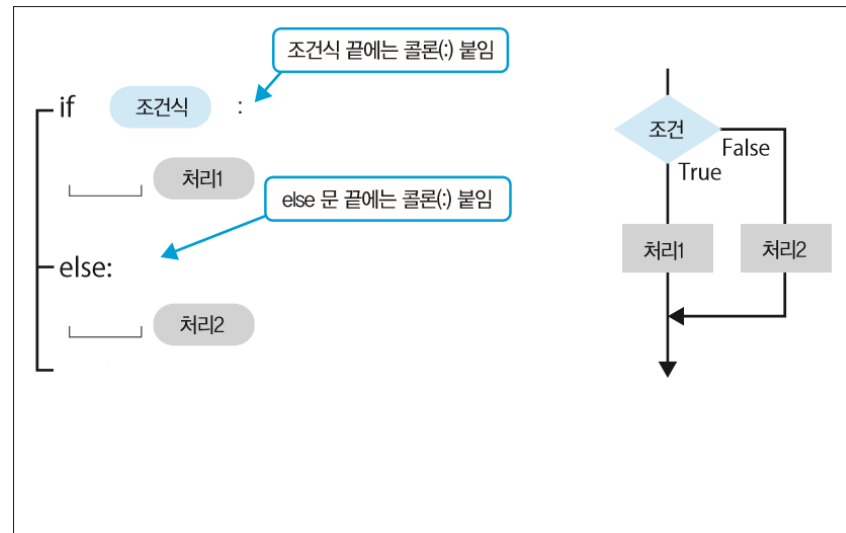 조건식 끝에는 콜론(:) 붙임
if 조건식 :
처리1
else 문 끝에는 콜론(:) 붙임
else:
처리2
조건
False
True
처리1 처리2